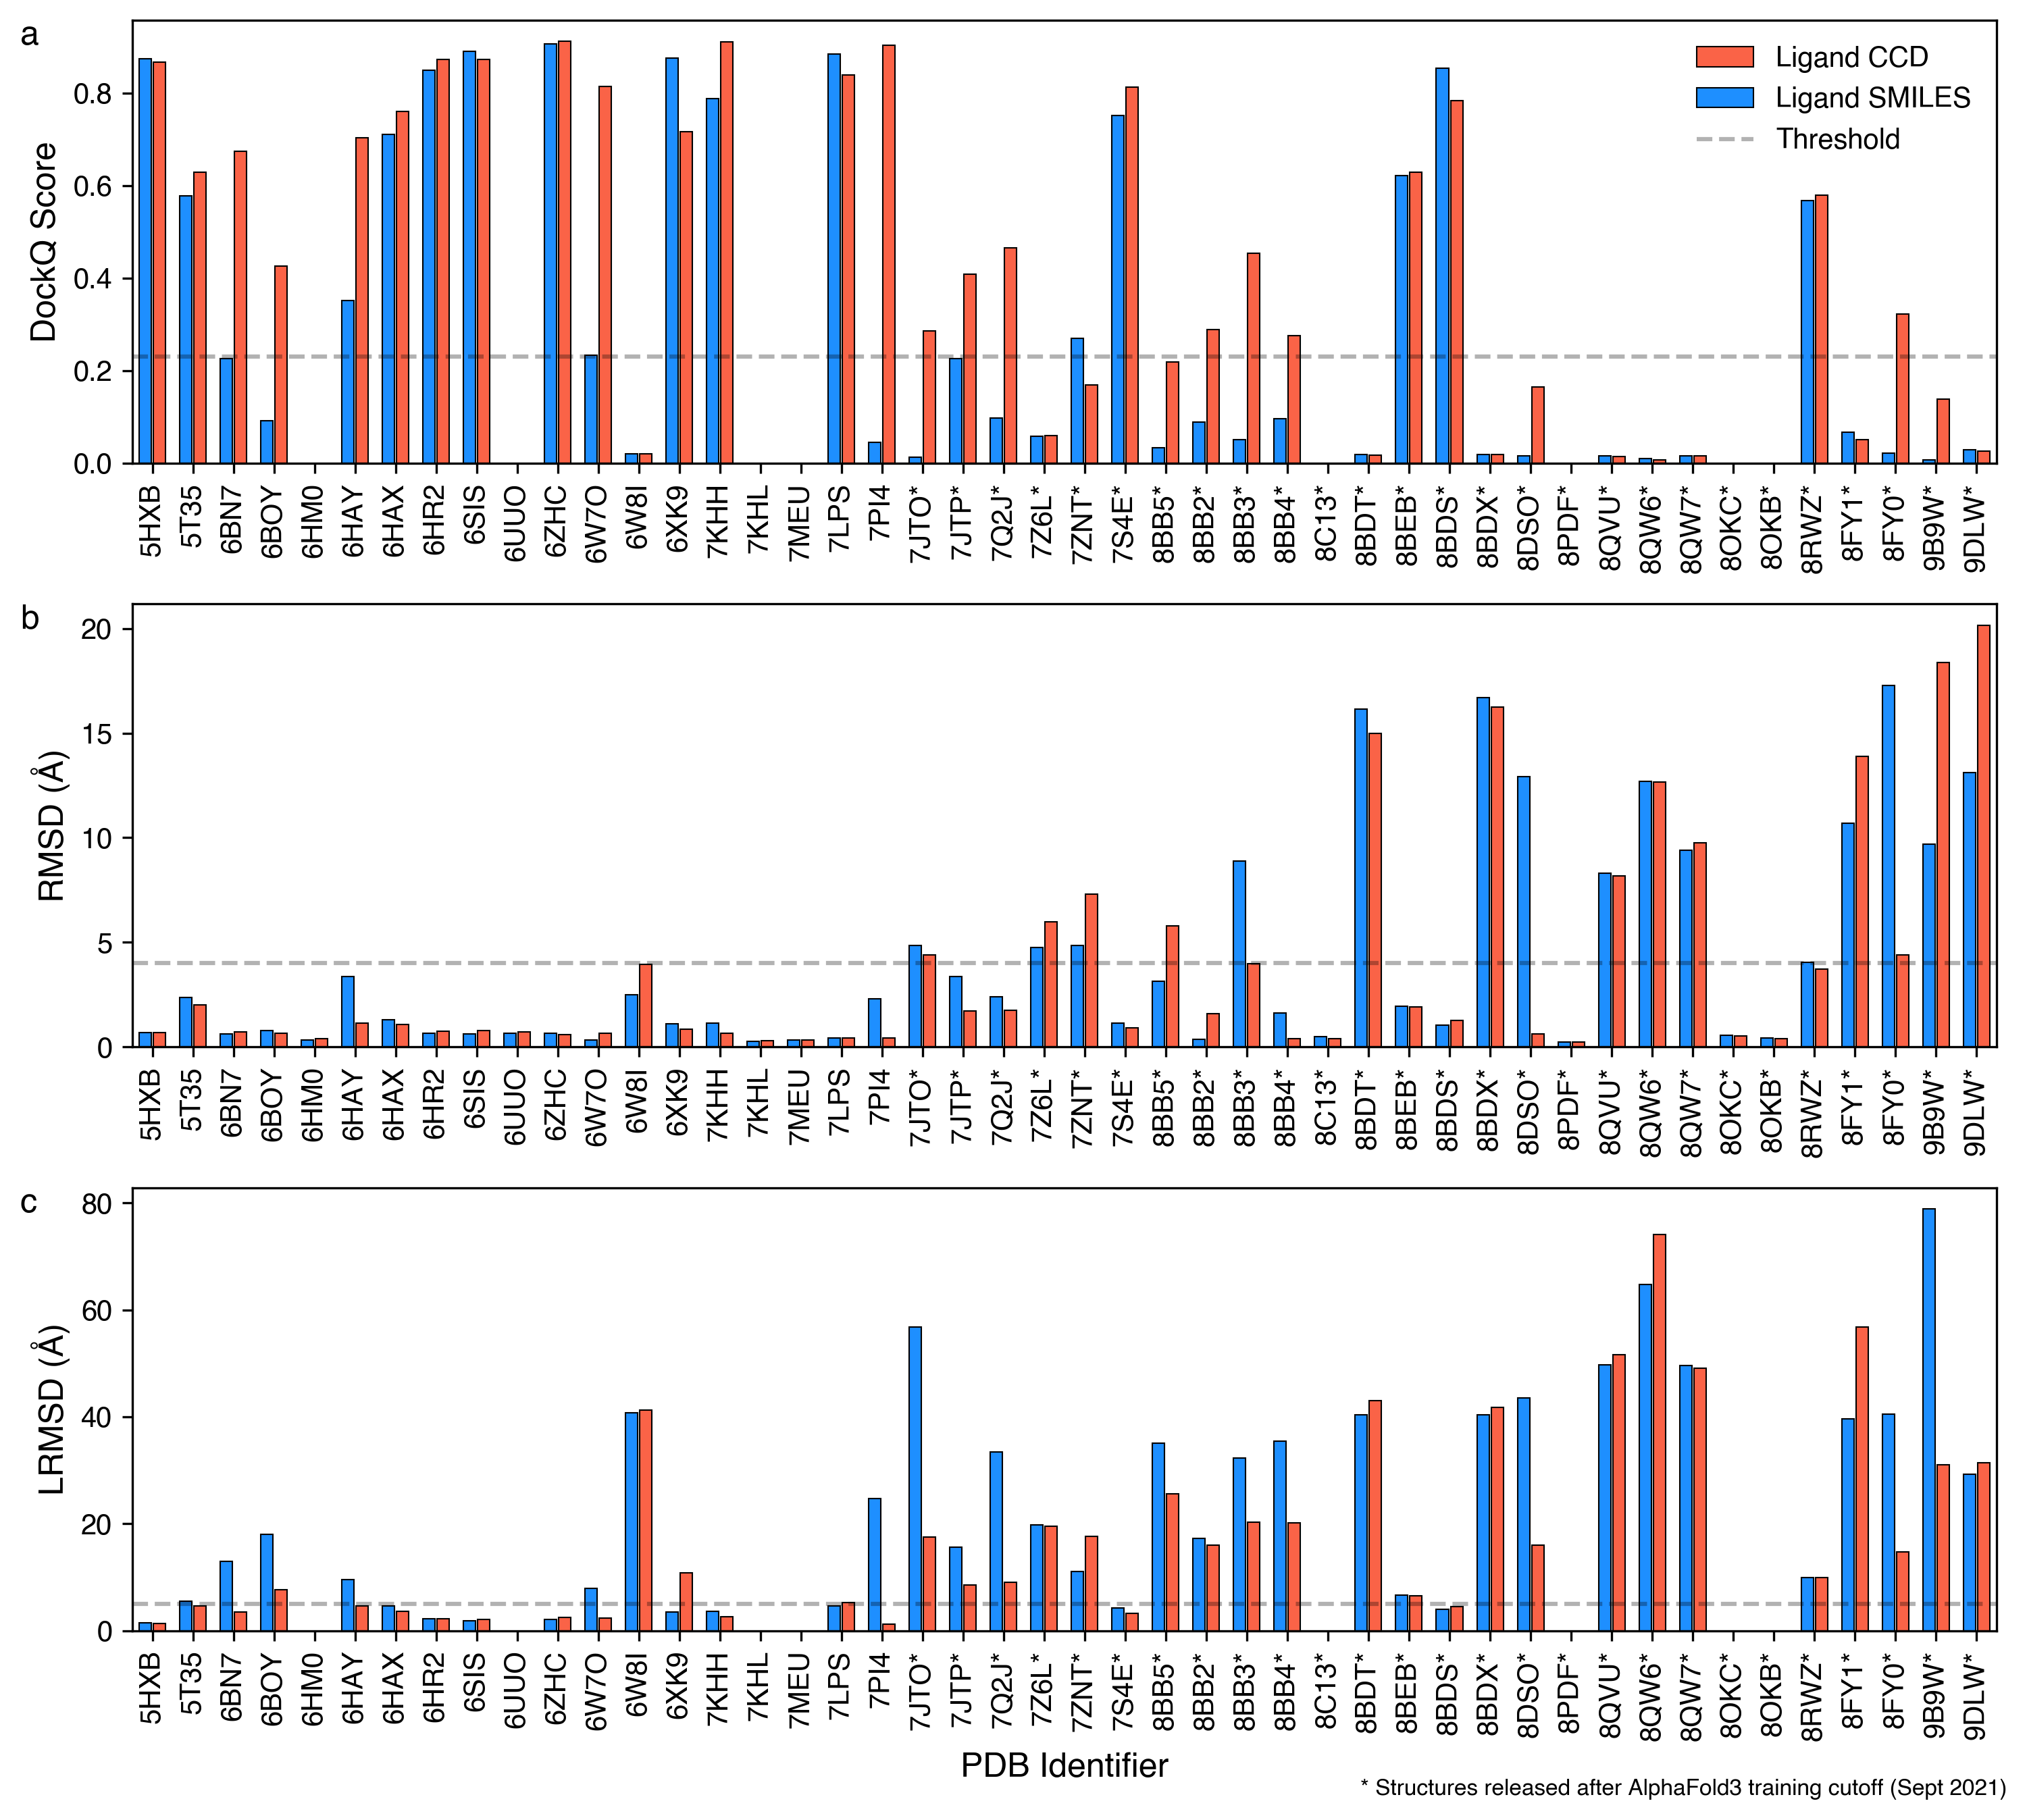 a
Ligand CCD
Ligand SMILES
Threshold
DockQ Score
0.8
0.6
0.4
0.2
0.0
5HXB 5T35 6BN7 6BOY 6HM0 6HAY 6HAX 6HR2 6SIS 6UUO 6ZHC 6W7O 6W8I 6XK9 7KHH 7KHL 7MEU 7LPS 7PI4 7JTO* 7JTP* 7Q2J* 7Z6L* 7ZNT* 7S4E* 8BB5* 8BB2* 8BB3* 8BB4* 8C13* 8BDT* 8BEB* 8BDS* 8BDX* 8DSO* 8PDF* 8QVU* 8QW6* 8QW7* 8OKC* 8OKB* 8RWZ* 8FY1* 8FY0* 9B9W* 9DLW*
b
RMSD (Å)
20
15
10
5
0
5HXB 5T35 6BN7 6BOY 6HM0 6HAY 6HAX 6HR2 6SIS 6UUO 6ZHC 6W7O 6W8I 6XK9 7KHH 7KHL 7MEU 7LPS 7PI4 7JTO* 7JTP* 7Q2J* 7Z6L* 7ZNT* 7S4E* 8BB5* 8BB2* 8BB3* 8BB4* 8C13* 8BDT* 8BEB* 8BDS* 8BDX* 8DSO* 8PDF* 8QVU* 8QW6* 8QW7* 8OKC* 8OKB* 8RWZ* 8FY1* 8FY0* 9B9W* 9DLW*
c
LRMSD (Å)
80
60
40
20
0
5HXB 5T35 6BN7 6BOY 6HM0 6HAY 6HAX 6HR2 6SIS 6UUO 6ZHC 6W7O 6W8I 6XK9 7KHH 7KHL 7MEU 7LPS 7PI4 7JTO* 7JTP* 7Q2J* 7Z6L* 7ZNT* 7S4E* 8BB5* 8BB2* 8BB3* 8BB4* 8C13* 8BDT* 8BEB* 8BDS* 8BDX* 8DSO* 8PDF* 8QVU* 8QW6* 8QW7* 8OKC* 8OKB* 8RWZ* 8FY1* 8FY0* 9B9W* 9DLW*
PDB Identifier
* Structures released after AlphaFold3 training cutoff (Sept 2021)